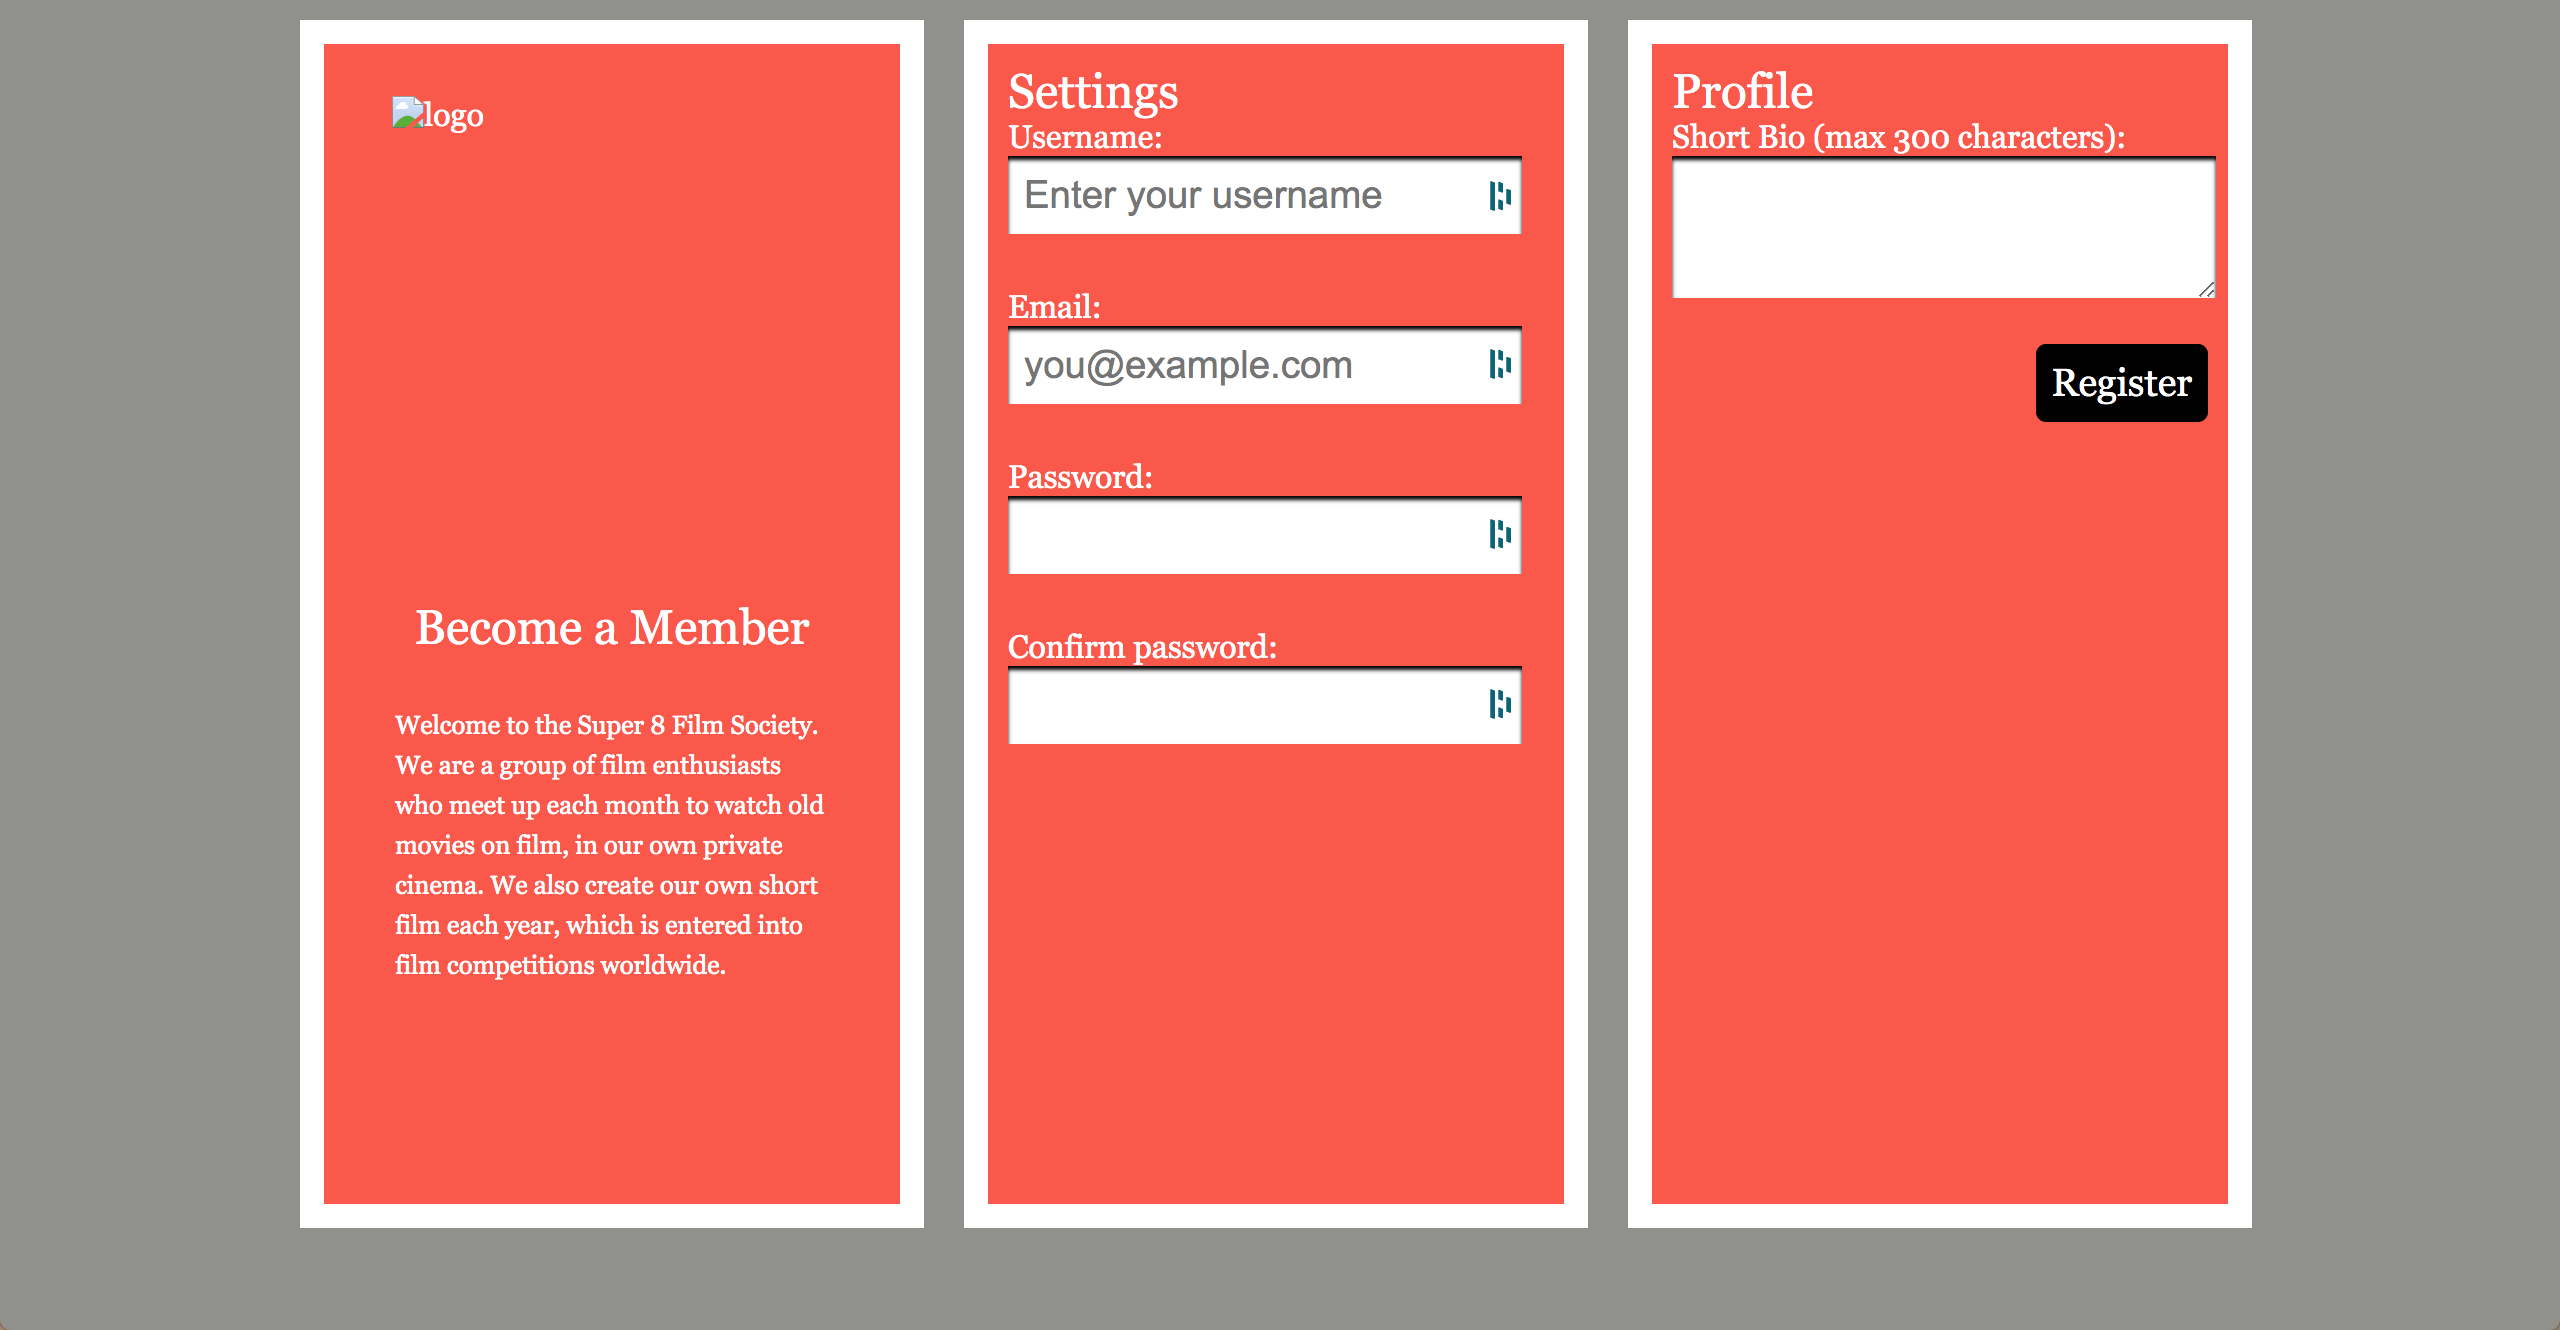 logo
Become a Member
Welcome to the Super 8 Film Society.
We are a group of film enthusiasts
who meet up each month to watch old
movies on film, in our own private
cinema. We also create our own short
film each year, which is entered into
film competitions worldwide.
Settings
Username:
Enter your username
Email:
you@example.com
Password:
Confirm password:
Profile
Short Bio (max 300 characters):
Register